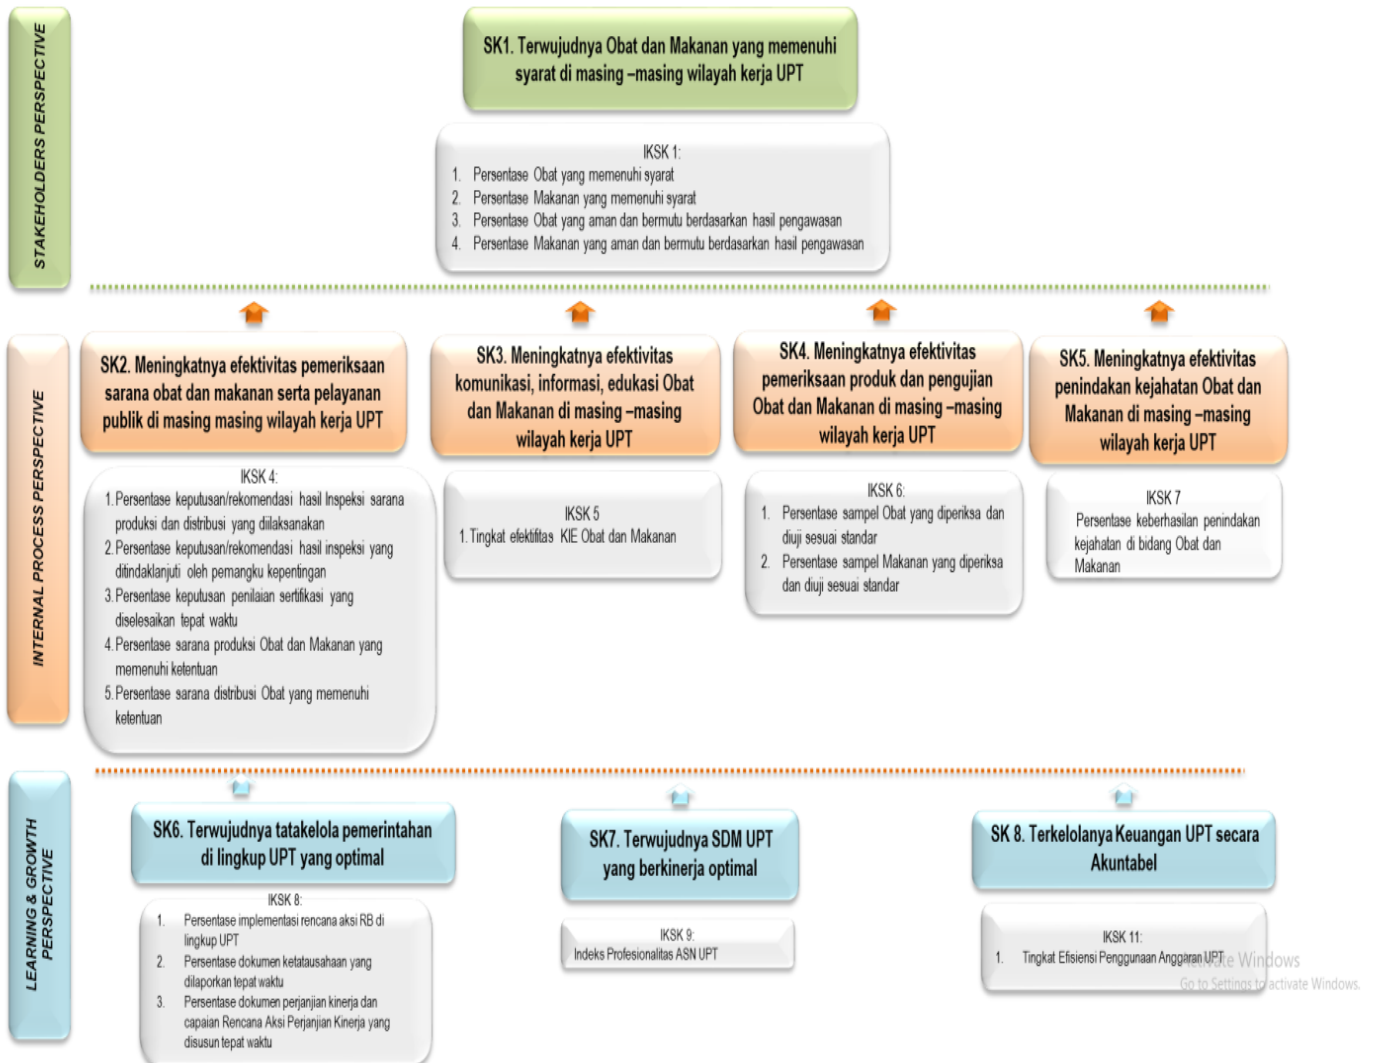 STAKEHOLDERS PERSPECTIVE
SK1. Terwujudnya Obat dan Makanan yang memenuhi
syarat di masing –masing wilayah kerja UPT
IKSK 1:
1. Persentase Obat yang memenuhi syarat
2. Persentase Makanan yang memenuhi syarat
3. Persentase Obat yang aman dan bermutu berdasarkan hasil pengawasan
4. Persentase Makanan yang aman dan bermutu berdasarkan hasil pengawasan
INTERNAL PROCESS PERSPECTIVE
SK2. Meningkatnya efektivitas pemeriksaan
sarana obat dan makanan serta pelayanan
publik di masing masing wilayah kerja UPT
IKSK 4:
1. Persentase keputusan/rekomendasi hasil Inspeksi sarana
produksi dan distribusi yang diilaksanakan
2. Persentase keputusan/rekomendasi hasil inspeksi yang
ditindaklanjuti oleh pemangku kepentingan
3. Persentase keputusan penilaian sertifikasi yang
diselesaikan tepat waktu
4. Persentase sarana produksi Obat dan Makanan yang
memenuhi ketentuan
5. Persentase sarana distribusi Obat yang memenuhi
ketentuan
SK3. Meningkatnya efektivitas
komunikasi, informasi, edukasi Obat
dan Makanan di masing –masing
wilayah kerja UPT
IKSK 5
1. Tingkat efektifitas KIE Obat dan Makanan
SK4. Meningkatnya efektivitas
pemeriksaan produk dan pengujian
Obat dan Makanan di masing –masing
wilayah kerja UPT
IKSK 6:
1. Persentase sampel Obat yang diperiksa dan
diuji sesuai standar
2. Persentase sampel Makanan yang diperiksa
dan diuji sesuai standar
SK5. Meningkatnya efektivitas
penindakan kejahatan Obat dan
Makanan di masing –masing
wilayah kerja UPT
IKSK 7
Persentase keberhasilan penindakan
kejahatan di bidang Obat dan
Makanan
LEARNING & GROWTH
PERSPECTIVE
SK6. Terwujudnya tatakelola pemerintahan
di lingkup UPT yang optimal
IKSK 8:
1. Persentase implementasi rencana aksi RB di
lingkup UPT
2. Persentase dokumen ketatausahaan yang
dilaporkan tepat waktu
3. Persentase dokumen perjanjian kinerja dan
capaian Rencana Aksi Perjanjian Kinerja yang
disusun tepat waktu
SK7. Terwujudnya SDM UPT
yang berkinerja optimal
IKSK 9:
Indeks Profesionalitas ASN UPT
SK 8. Terkelolanya Keuangan UPT secara
Akuntabel
IKSK 11:
1. Tingkat Efisiensi Penggunaan Anggaran UPT
Activate Windows
Go to Settings to activate Windows.